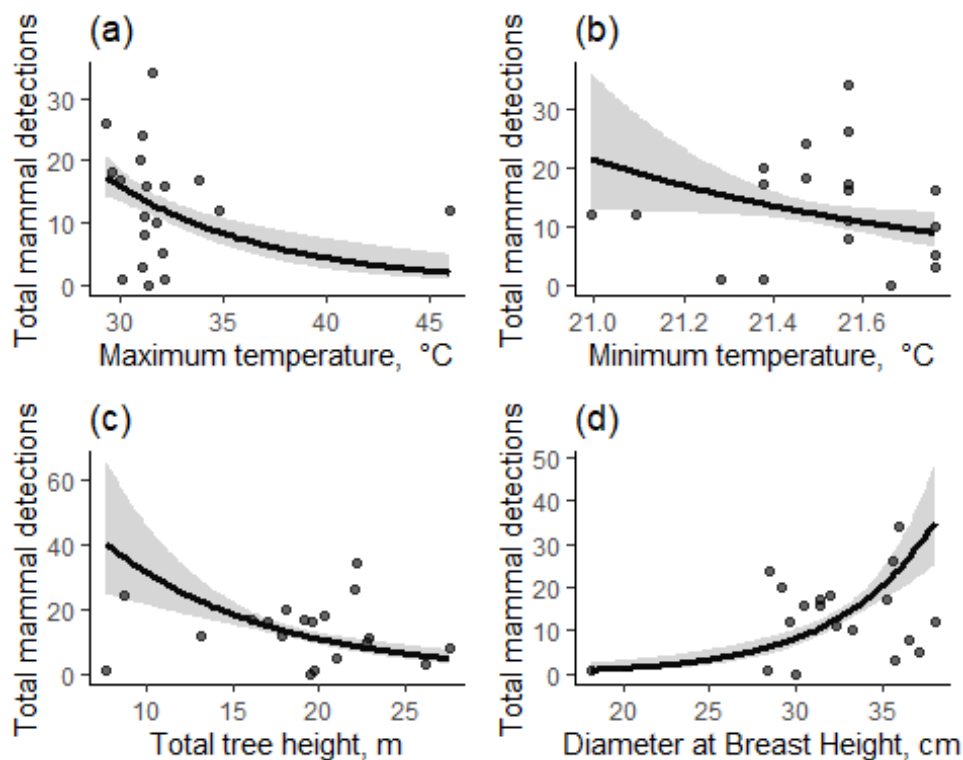 (a)
Total mammal detections
30
20
10
0
30 35 40 45
Maximum temperature, °C
(b)
Total mammal detections
30
20
10
0
21.0 21.2 21.4 21.6
Minimum temperature, °C
(c)
Total mammal detections
60
40
20
0
10 15 20 25
Total tree height, m
(d)
Total mammal detections
50
40
30
20
10
0
20 25 30 35
Diameter at Breast Height, cm